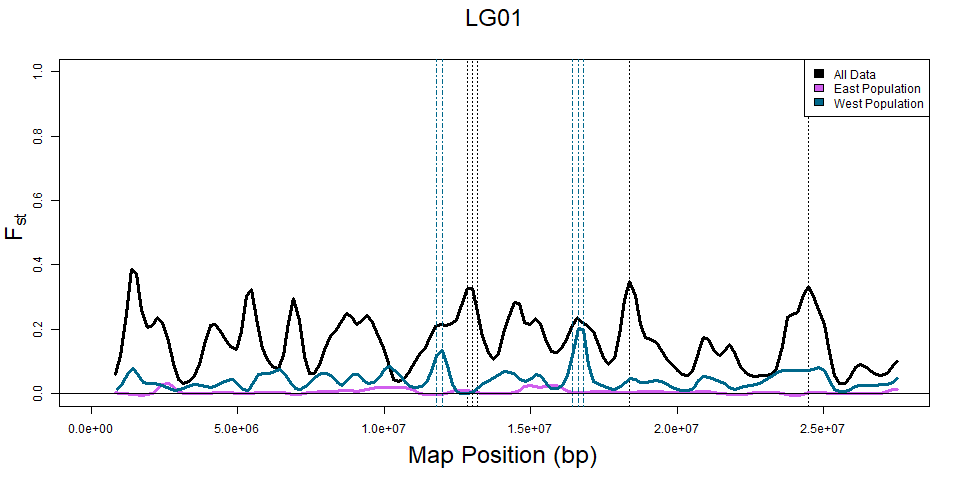 LG01
All Data
East Population
West Population
1.0
0.8
0.6
0.4
0.2
0.0
Fst
0.0e+00 5.0e+06 1.0e+07 1.5e+07 2.0e+07 2.5e+07
Map Position (bp)